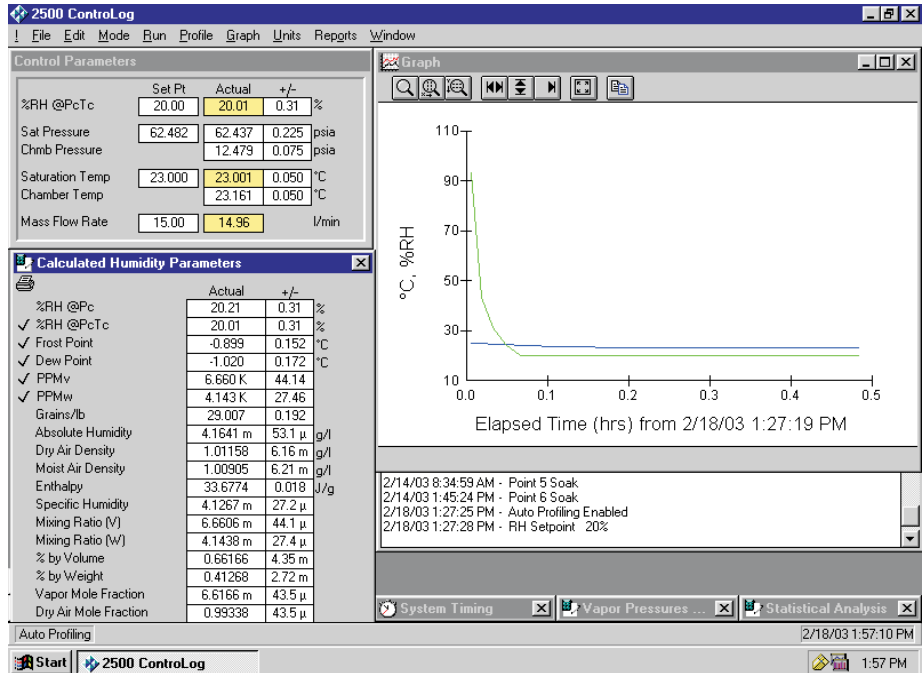 2500 ControLog
! File Edit Mode Run Profile Graph Units Reports Window
Control Parameters
Set Pt Actual +/-
%RH @PcTc 20.00 20.01 0.31 %
Sat Pressure 62.482 62.437 0.225 psia
Chmb Pressure 12.479 0.075 psia
Saturation Temp 23.000 23.001 0.050 °C
Chamber Temp 23.161 0.050 °C
Mass Flow Rate 15.00 14.96 l/min
Calculated Humidity Parameters
Actual +/-
%RH @Pc 20.21 0.31 %
✓ %RH @PcTc 20.01 0.31 %
✓ Frost Point -0.899 0.152 °C
✓ Dew Point -1.020 0.172 °C
✓ PPMv 6.660 K 44.14
✓ PPMw 4.143 K 27.46
Grains/lb 29.007 0.192
Absolute Humidity 4.1641 m 53.1 µ g/l
Dry Air Density 1.01158 6.16 m g/l
Moist Air Density 1.00905 6.21 m g/l
Enthalpy 33.6774 0.018 J/g
Specific Humidity 4.1267 m 27.2 µ
Mixing Ratio (V) 6.6606 m 44.1 µ
Mixing Ratio (W) 4.1438 m 27.4 µ
% by Volume 0.66166 4.35 m
% by Weight 0.41268 2.72 m
Vapor Mole Fraction 6.6166 m 43.5 µ
Dry Air Mole Fraction 0.99338 43.5 µ
Graph
110
90
70
50
30
10
°C, %RH
0.0 0.1 0.2 0.3 0.4 0.5
Elapsed Time (hrs) from 2/18/03 1:27:19 PM
2/14/03 8:34:59 AM - Point 5 Soak
2/14/03 1:45:24 PM - Point 6 Soak
2/18/03 1:27:25 PM - Auto Profiling Enabled
2/18/03 1:27:28 PM - RH Setpoint 20%
System Timing Vapor Pressures ... Statistical Analysis
Auto Profiling 2/18/03 1:57:10 PM
Start 2500 ControLog 1:57 PM